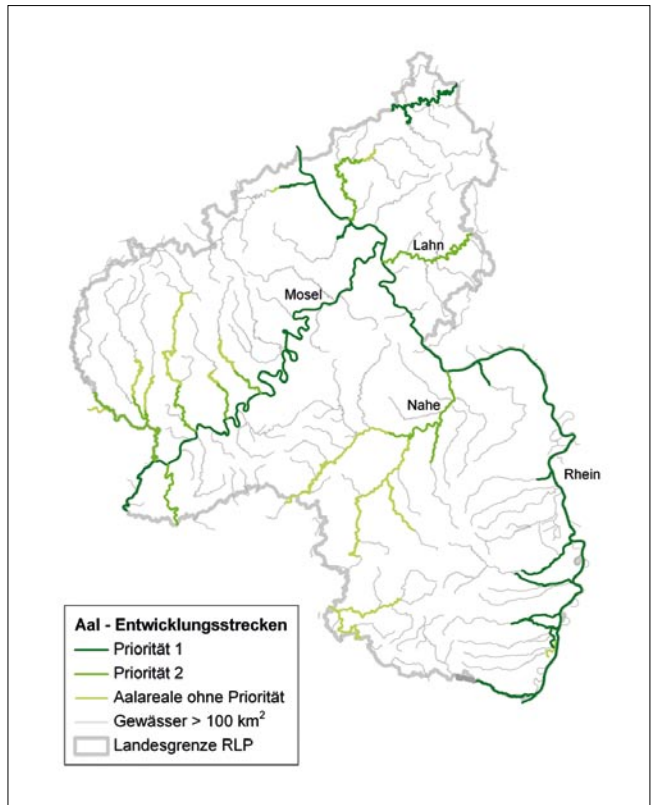 Lahn
Mosel
Nahe
Rhein
Aal - Entwicklungsstrecken
Priorität 1
Priorität 2
Aalareale ohne Priorität
Gewässer > 100 km²
Landesgrenze RLP